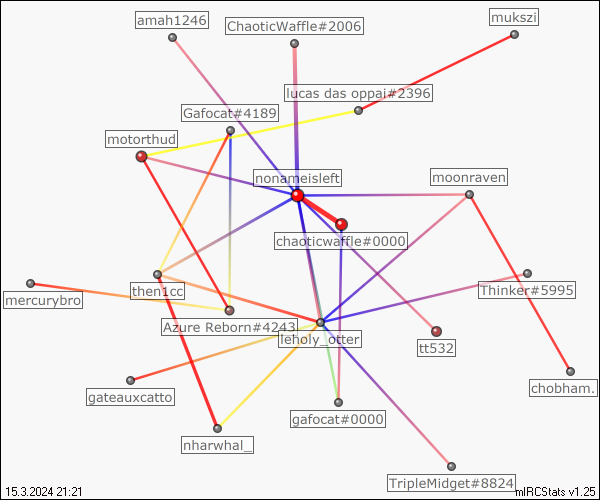 amah1246
ChaoticWaffle#2006
mukszi
lucas das oppai#2396
Gafocat#4189
motorthud
nonameisleft
moonraven
chaoticwaffle#0000
then1cc
Thinker#5995
mercurybro
Azure Reborn#4243
leholy_otter
tt532
gateauxcatto
chobham.
gafocat#0000
nharwhal_
TripleMidget#8824
15.3.2024 21:21
mIRCStats v1.25